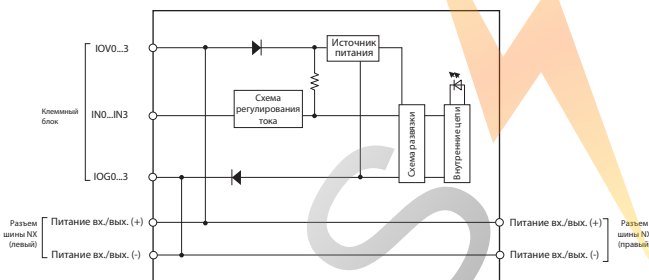 IOV0...3
Источник
питания
Клеммный
блок
IN0...IN3
Схема
регулирования
тока
Схема развязки
Внутренние цепи
IOG0...3
Разъем
шины NX
(левый)
Питание вх./вых. (+)
Питание вх./вых. (-)
Питание вх./вых. (+)
Питание вх./вых. (-)
Разъем
шины NX
(правый)